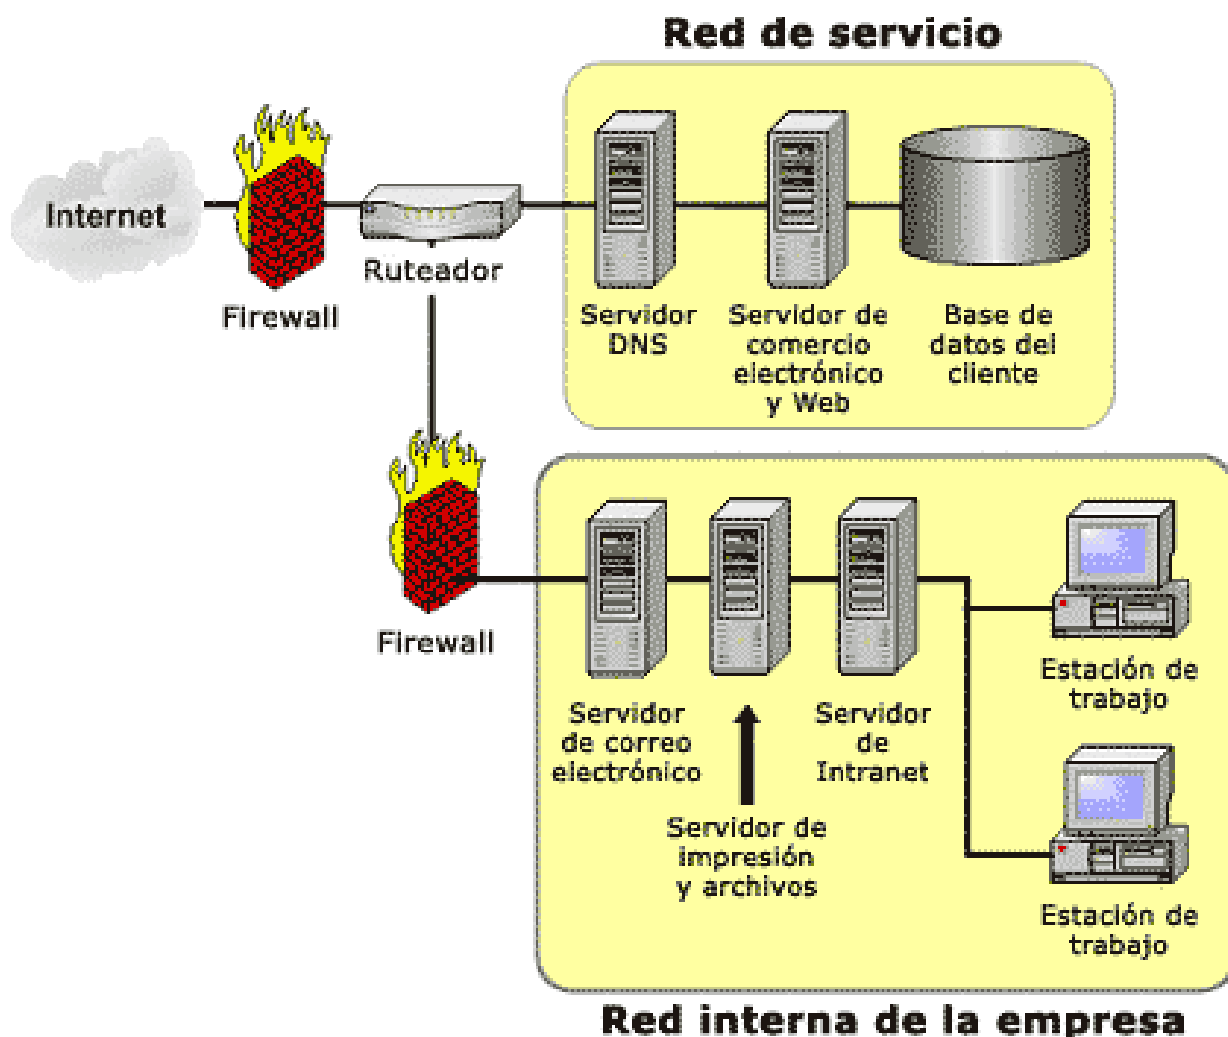 Red de servicio
Internet
Firewall
Ruteador
Servidor
DNS
Servidor de
comercio
electrónico
y Web
Base de
datos del
cliente
Firewall
Servidor
de correo
electrónico
Servidor de
impresión
y archivos
Servidor
de
Intranet
Estación de
trabajo
Estación de
trabajo
Red interna de la empresa